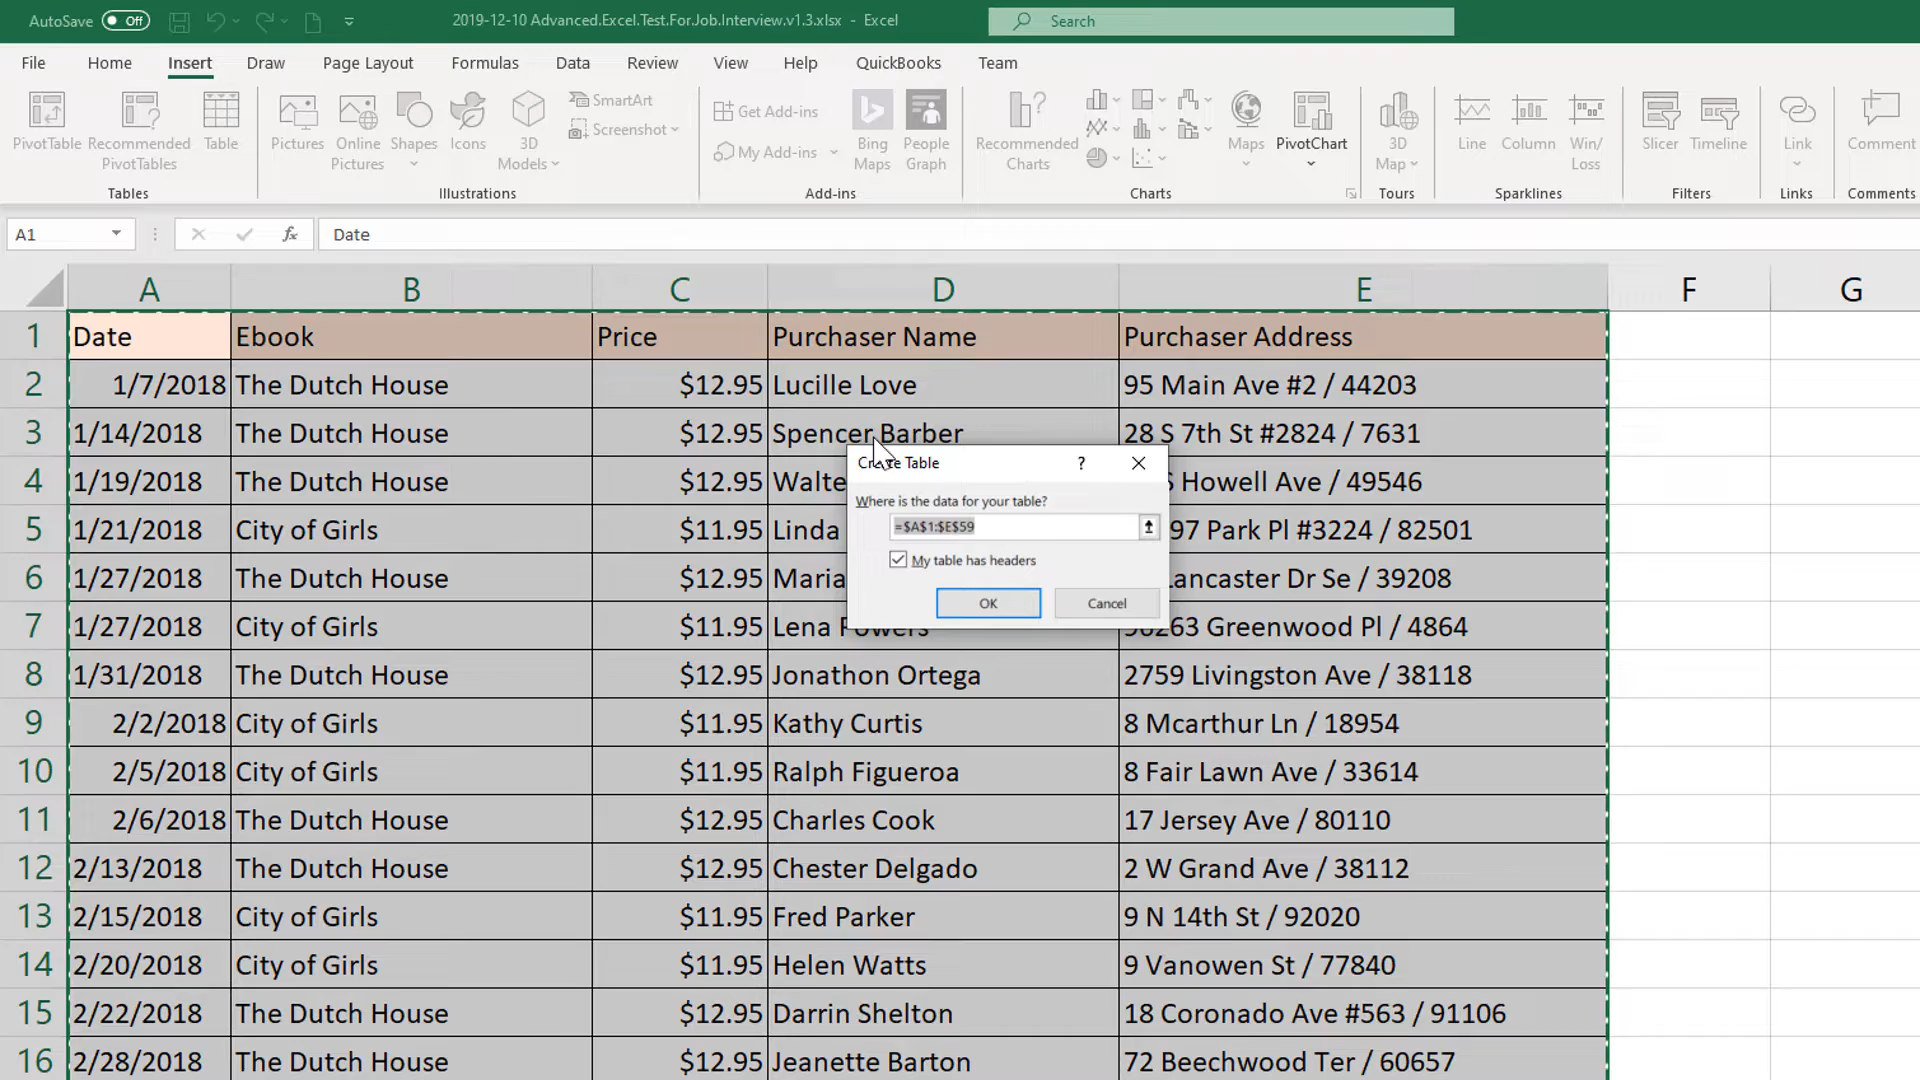 AutoSave Off 2019-12-10 Advanced.Excel.Test.For.Job.Interview.v1.3.xlsx - Excel Search
File Home Insert Draw Page Layout Formulas Data Review View Help QuickBooks Team
PivotTable
Recommended
PivotTables
Table
Tables
Pictures
Online
Pictures
Shapes
Icons
3D
Models
SmartArt
Screenshot
Illustrations
Get Add-ins
My Add-ins
Bing
Maps
People
Graph
Add-ins
Recommended
Charts
Maps
PivotChart
Charts
3D
Map
Tours
Line
Column
Win/
Loss
Sparklines
Slicer
Timeline
Filters
Link
Links
Comment
Comments
A1 fx Date
A B C D E F G
1 Date Ebook Price Purchaser Name Purchaser Address
2 1/7/2018 The Dutch House $12.95 Lucille Love 95 Main Ave #2 / 44203
3 1/14/2018 The Dutch House $12.95 Spencer Barber 28 S 7th St #2824 / 7631
4 1/19/2018 The Dutch House $12.95 S Howell Ave / 49546
5 1/21/2018 City of Girls $11.95 Linda 97 Park Pl #3224 / 82501
6 1/27/2018 The Dutch House $12.95 Maria Lancaster Dr Se / 39208
7 1/27/2018 City of Girls $11.95 Lena Powers Greenwood Pl / 4864
8 1/31/2018 The Dutch House $12.95 Jonathon Ortega 2759 Livingston Ave / 38118
9 2/2/2018 City of Girls $11.95 Kathy Curtis 8 Mcarthur Ln / 18954
10 2/5/2018 City of Girls $11.95 Ralph Figueroa 8 Fair Lawn Ave / 33614
11 2/6/2018 The Dutch House $12.95 Charles Cook 17 Jersey Ave / 80110
12 2/13/2018 The Dutch House $12.95 Chester Delgado 2 W Grand Ave / 38112
13 2/15/2018 City of Girls $11.95 Fred Parker 9 N 14th St / 92020
14 2/20/2018 City of Girls $11.95 Helen Watts 9 Vanowen St / 77840
15 2/22/2018 The Dutch House $12.95 Darrin Shelton 18 Coronado Ave #563 / 91106
16 2/28/2018 The Dutch House $12.95 Jeanette Barton 72 Beechwood Ter / 60657
Create Table ?
Where is the data for your table?
=$A$1:$E$59
My table has headers
OK Cancel